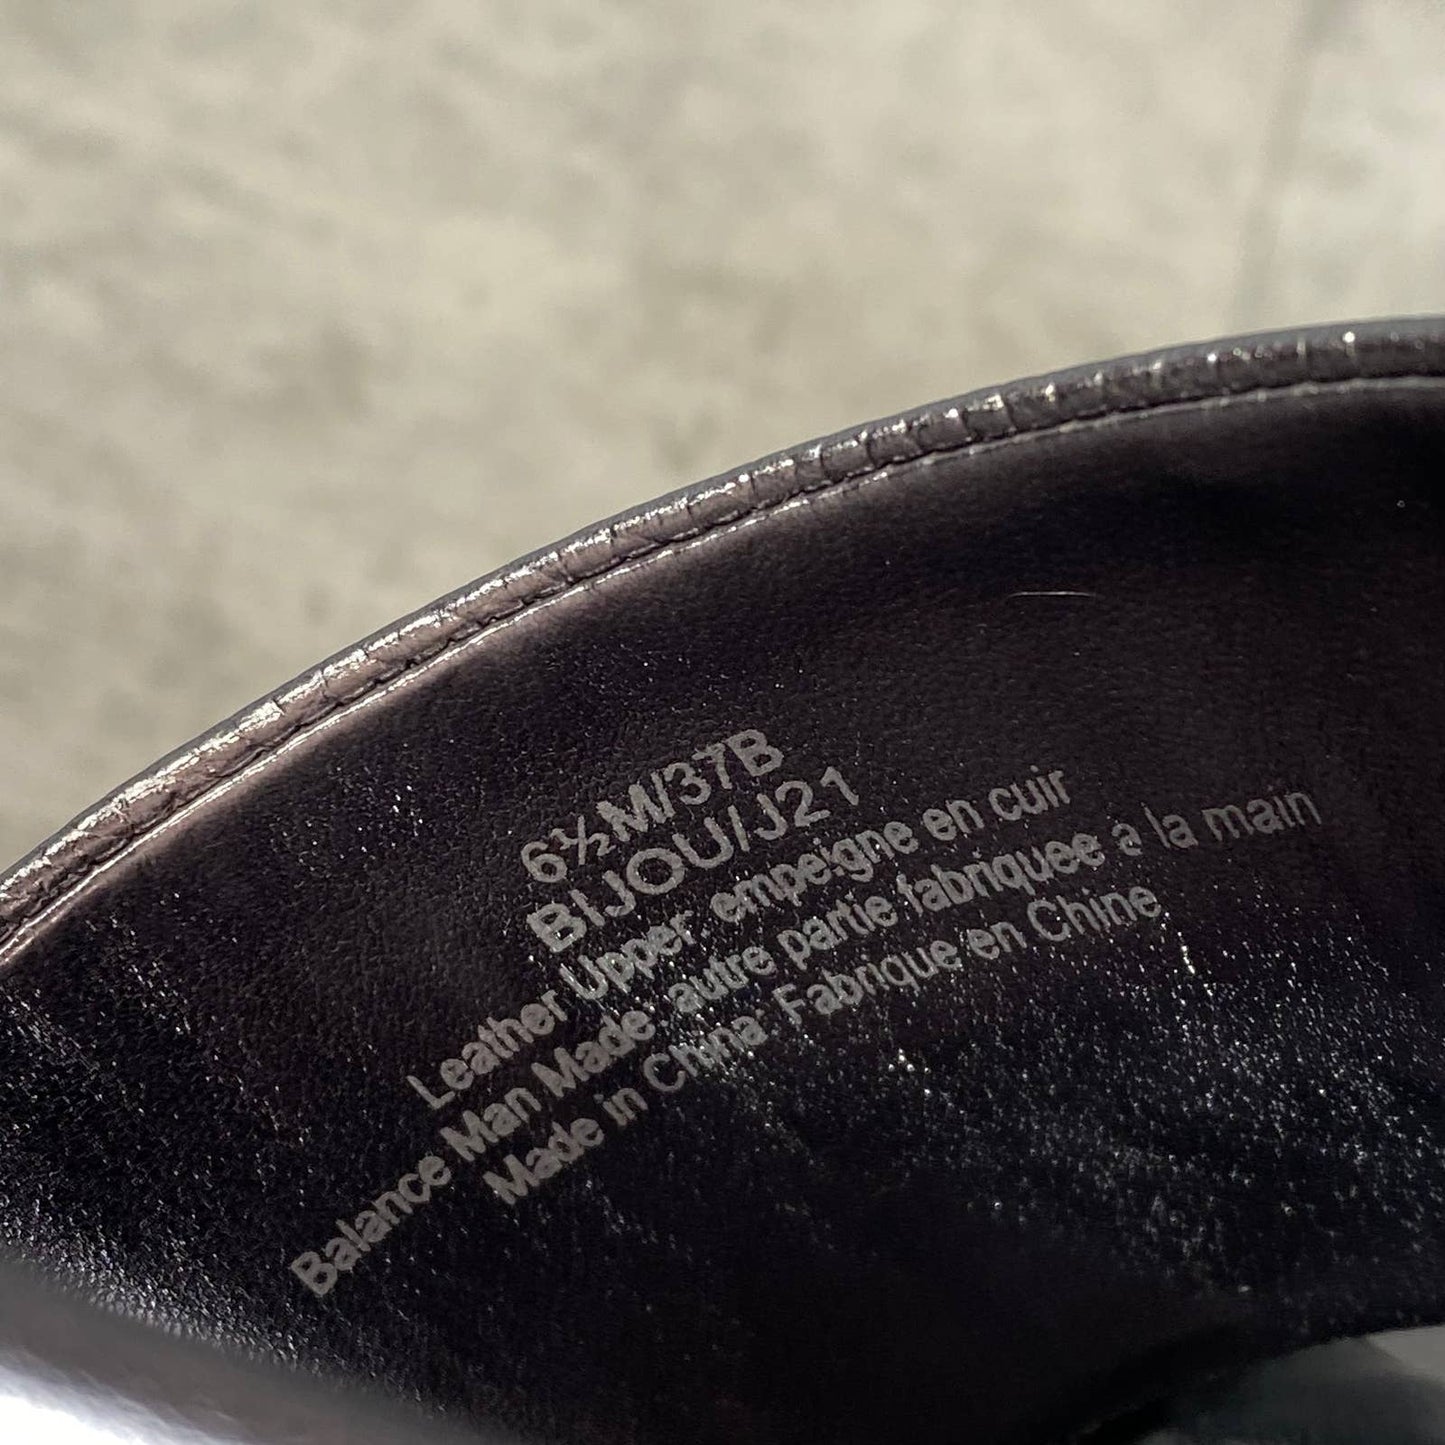 6½M/37B
BIJOU/J21
Leather Upper empeigne en cuir
Balance Man Made autre partie fabriquee a la main
Made in China Fabrique en Chine